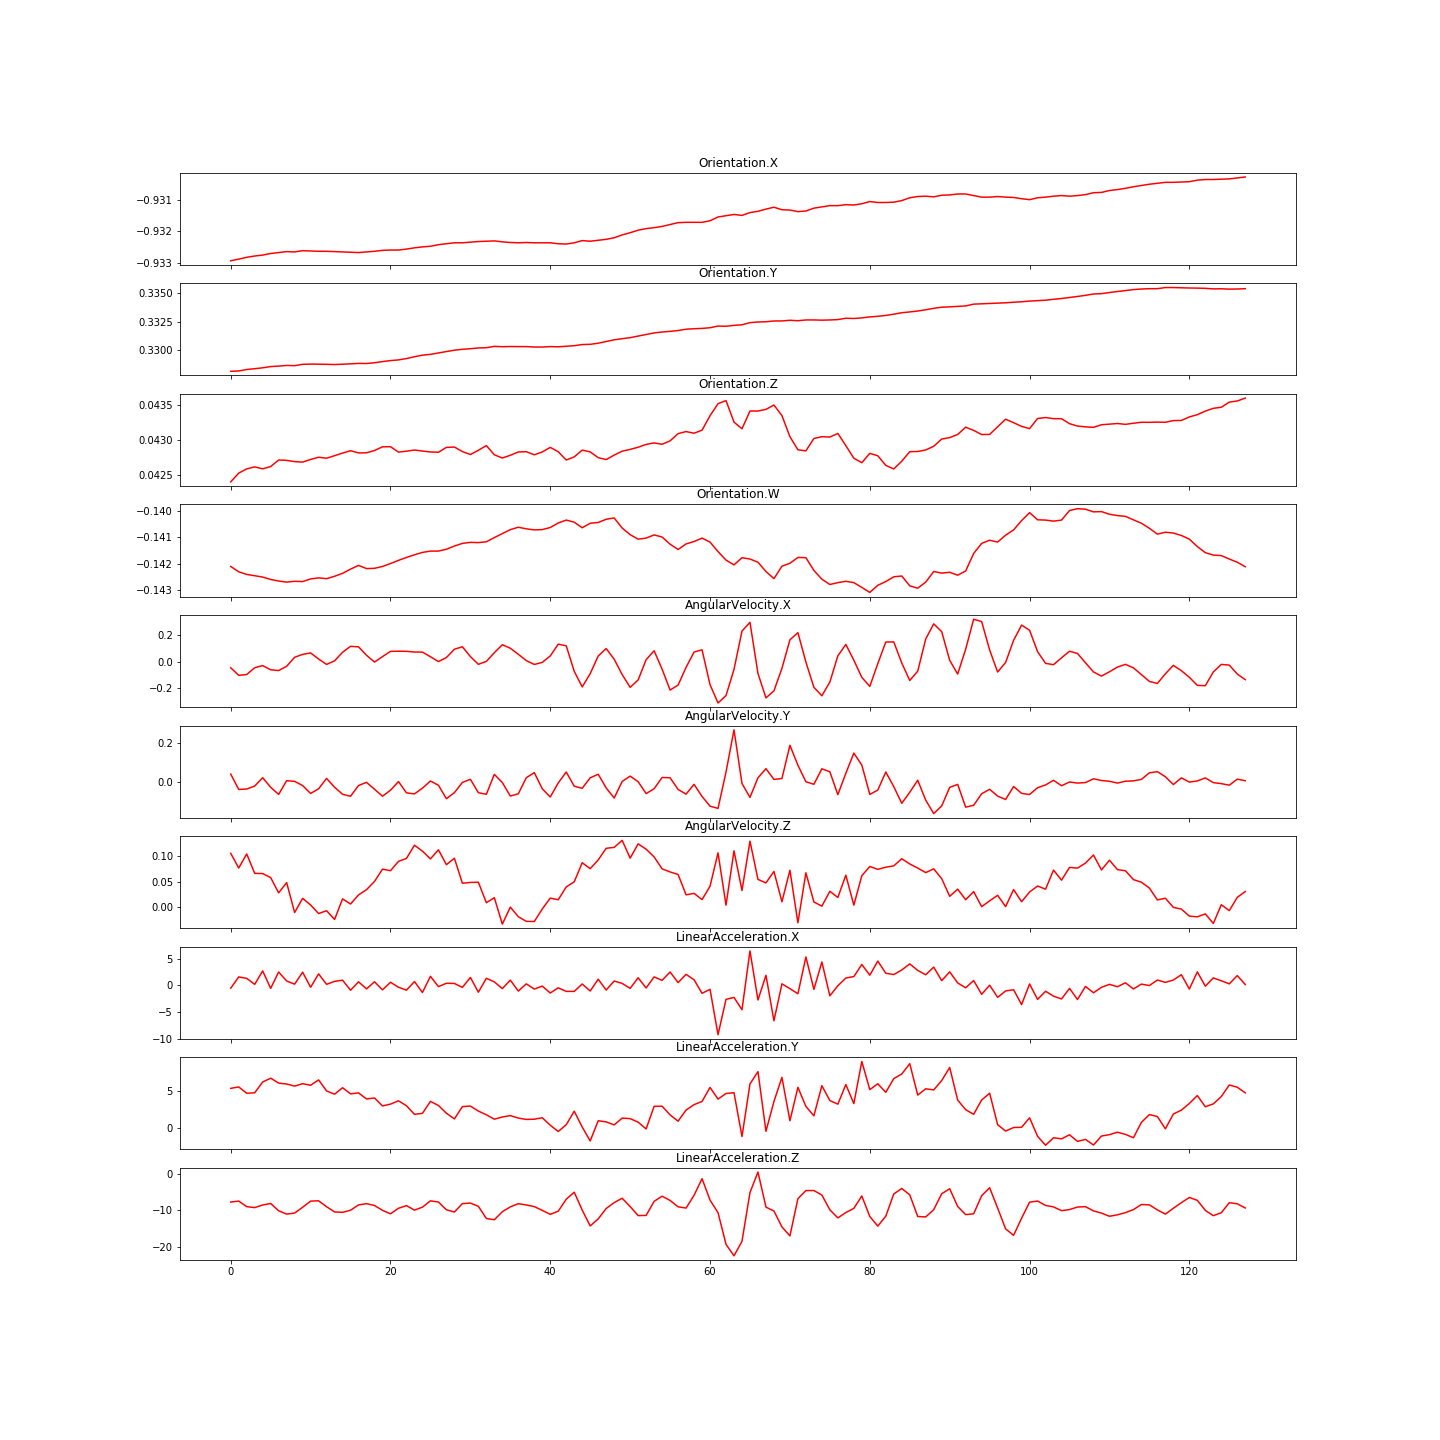 Orientation.X
−0.931
−0.932
−0.933
Orientation.Y
0.3350
0.3325
0.3300
Orientation.Z
0.0435
0.0430
0.0425
Orientation.W
−0.140
−0.141
−0.142
−0.143
AngularVelocity.X
0.2
0.0
−0.2
AngularVelocity.Y
0.2
0.0
AngularVelocity.Z
0.10
0.05
0.00
LinearAcceleration.X
5
0
−5
−10
LinearAcceleration.Y
5
0
LinearAcceleration.Z
0
−10
−20
0 20 40 60 80 100 120